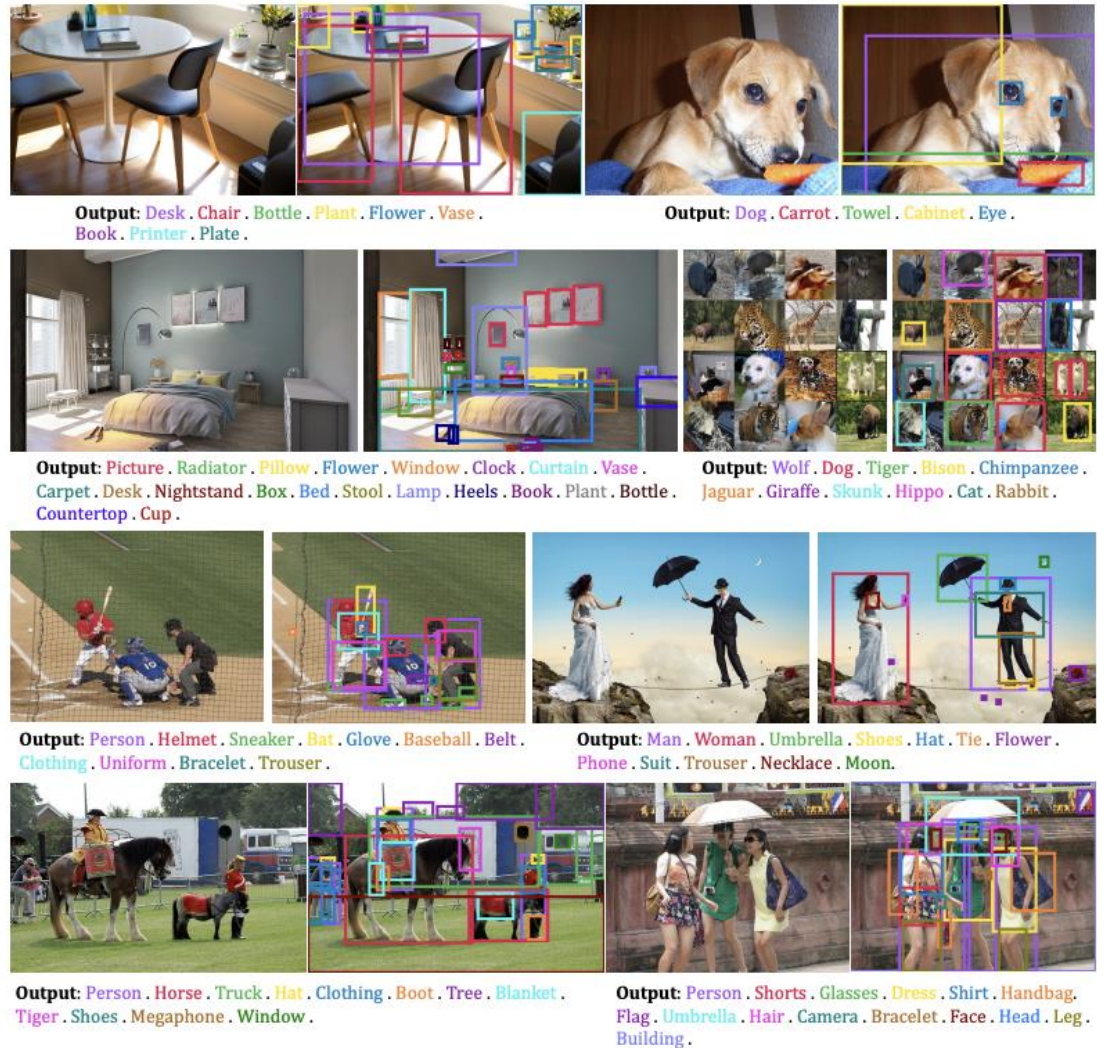 Output: Desk . Chair . Bottle . Plant . Flower . Vase .
Book . Printer . Plate .
Output: Dog . Carrot . Towel . Cabinet . Eye .
Output: Picture . Radiator . Pillow . Flower . Window . Clock . Curtain . Vase .
Carpet . Desk . Nightstand . Box . Bed . Stool . Lamp . Heels . Book . Plant . Bottle .
Countertop . Cup .
Output: Wolf . Dog . Tiger . Bison . Chimpanzee .
Jaguar . Giraffe . Skunk . Hippo . Cat . Rabbit .
10
10
Output: Person . Helmet . Sneaker . Bat . Glove . Baseball . Belt .
Clothing . Uniform . Bracelet . Trouser .
Output: Man . Woman . Umbrella . Shoes . Hat . Tie . Flower .
Phone . Suit . Trouser . Necklace . Moon.
Output: Person . Horse . Truck . Hat . Clothing . Boot . Tree . Blanket .
Tiger . Shoes . Megaphone . Window .
Output: Person . Shorts . Glasses . Dress . Shirt . Handbag.
Flag . Umbrella . Hair . Camera . Bracelet . Face . Head . Leg .
Building .